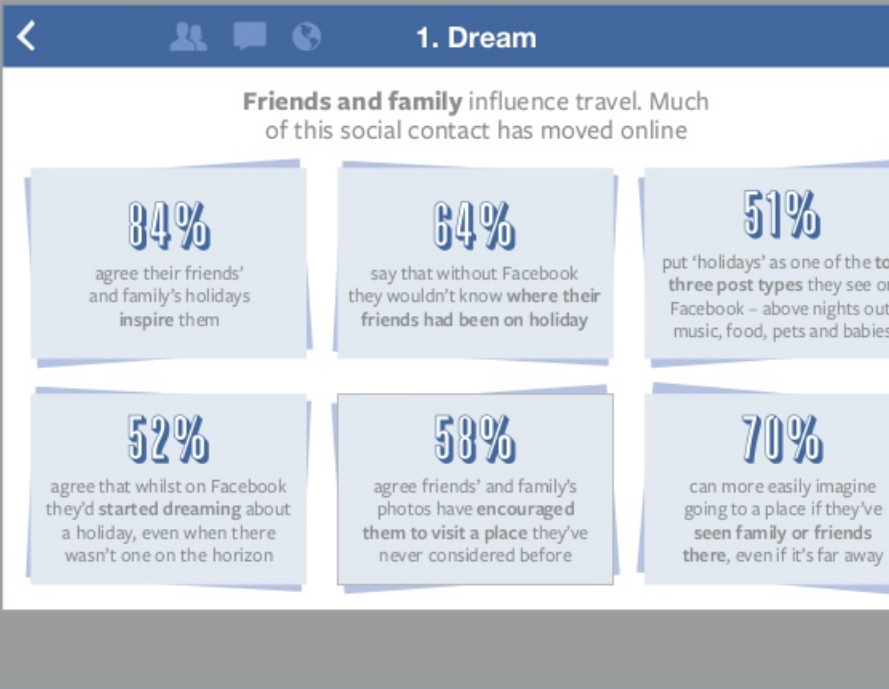 1. Dream
Friends and family influence travel. Much
of this social contact has moved online
84%
agree their friends'
and family's holidays
inspire them
64%
say that without Facebook
they wouldn't know where their
friends had been on holiday
51%
put 'holidays' as one of the
three post types they see
Facebook – above nights out,
music, food, pets and babies
52%
agree that whilst on Facebook
they'd started dreaming about
a holiday, even when there
wasn't one on the horizon
58%
agree friends' and family's
photos have encouraged
them to visit a place they've
never considered before
70%
can more easily imagine
going to a place if they've
seen family or friends
there, even if it's far away